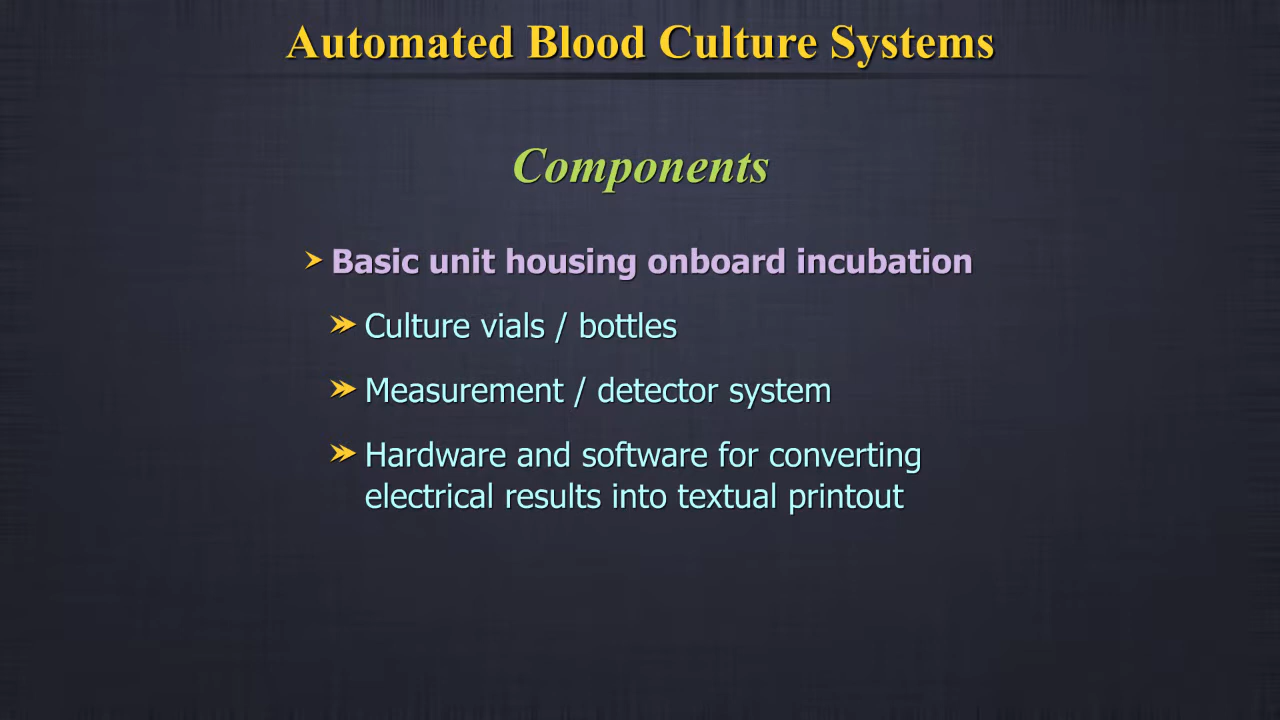 Automated Blood Culture Systems
Components
Basic unit housing onboard incubation
Culture vials / bottles
Measurement / detector system
Hardware and software for converting
electrical results into textual printout